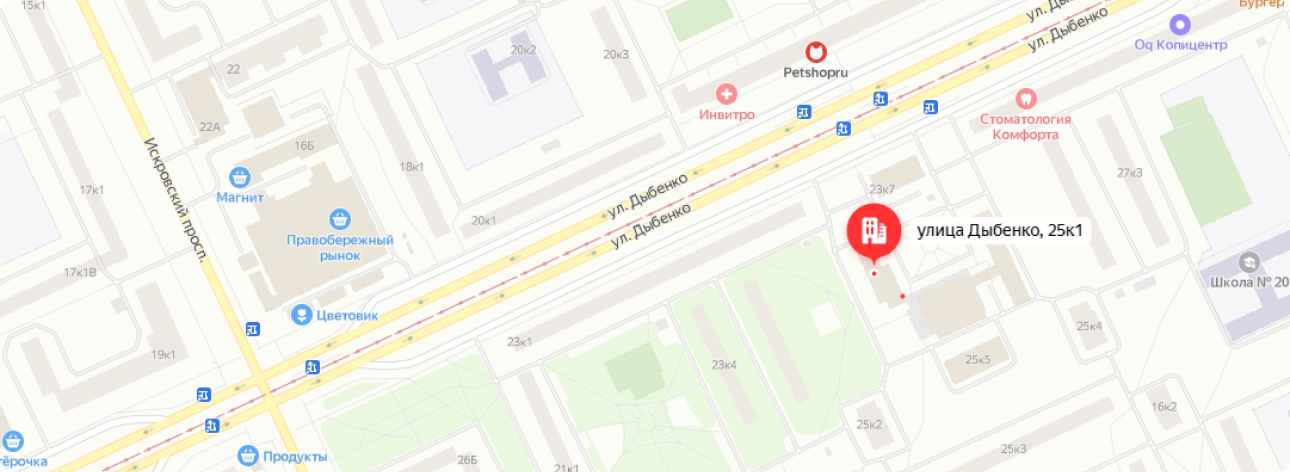 15к1
ул. Дыбенко
Бургер
20к2
20к3
Oq Копицентр
22
Petshopru
ул. Дыбенко
Инвитро
22А
Стоматология
Комфорта
16Б
Искровский просп.
18к1
27к3
17к1
Магнит
23к7
ул. Дыбенко
20к1
ул. Дыбенко
улица Дыбенко, 25к1
Правобережный
рынок
17к1В
Школа № 20
Цветовик
25к4
23к1
19к1
25к5
23к4
16к2
25к2
тёрочка
Продукты
26Б
21к1
25к3